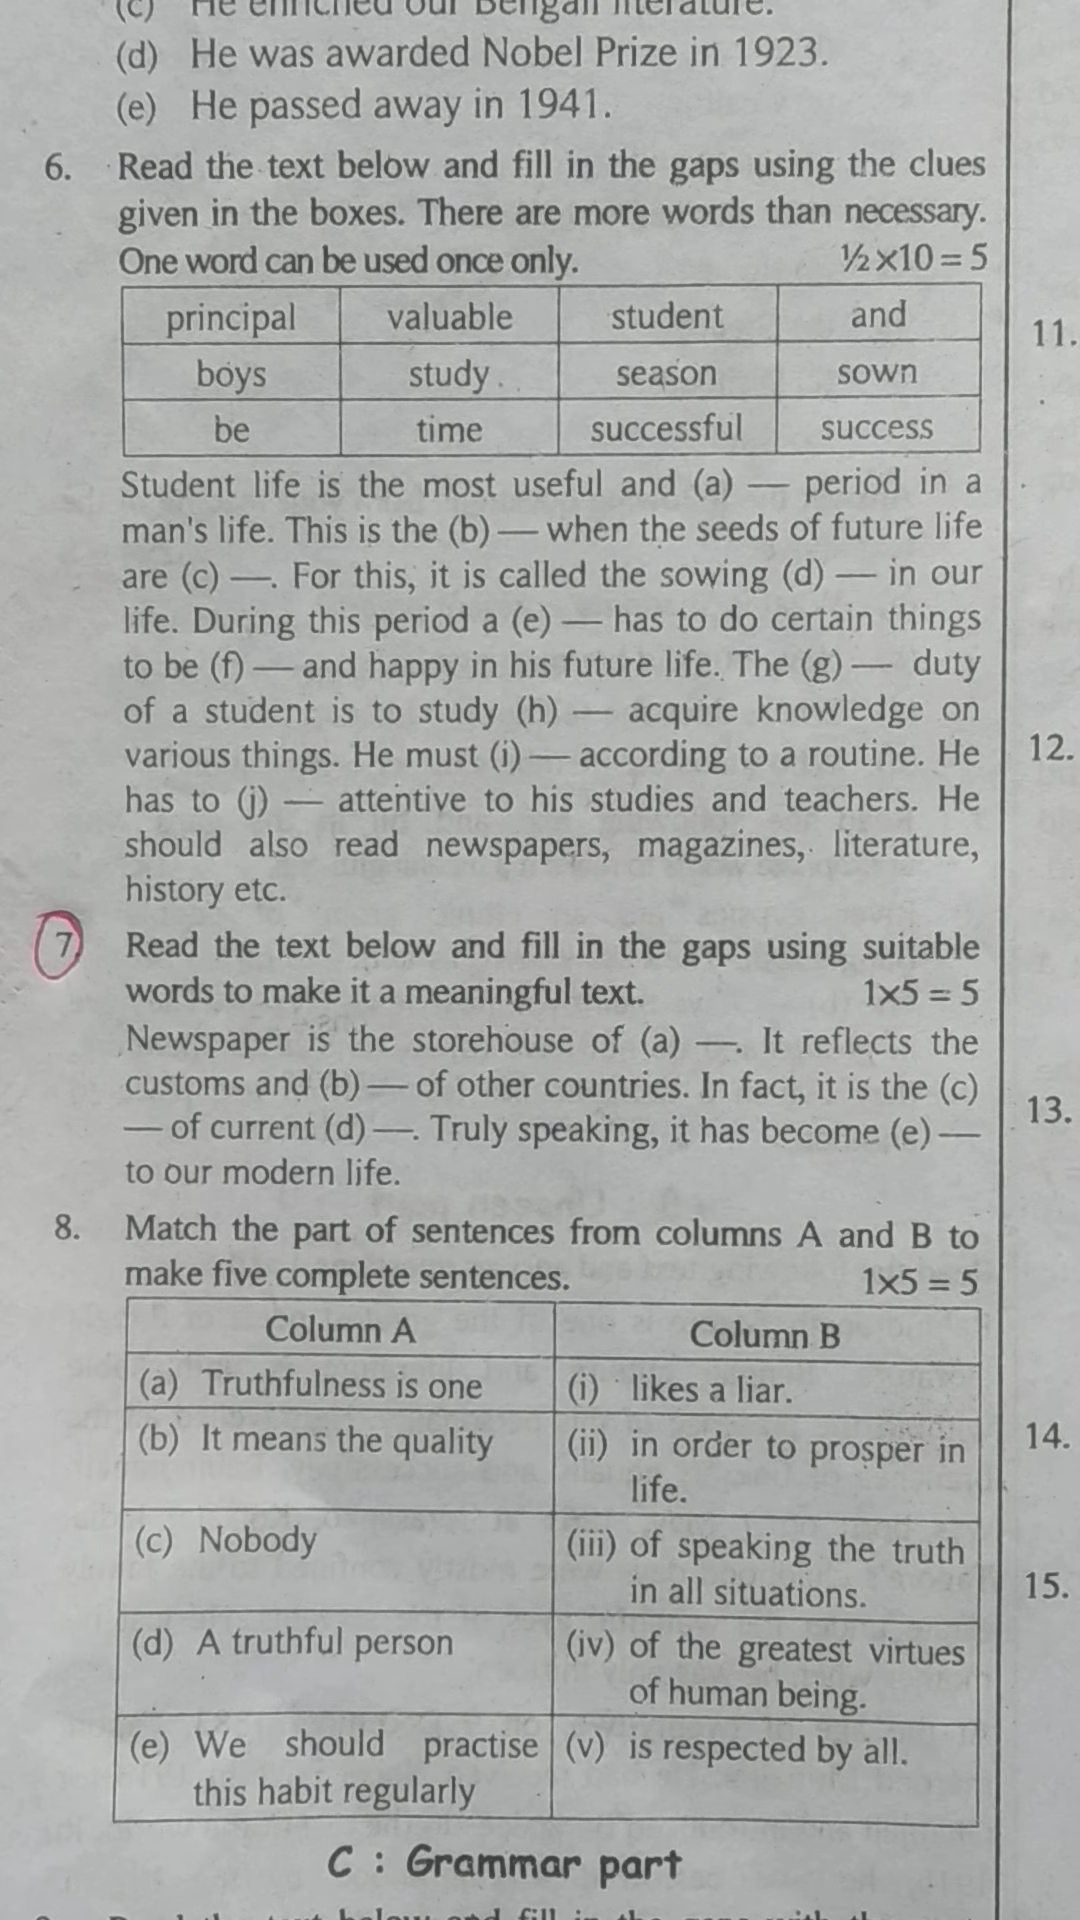 (c) He enriched our Bengali literature.
(d) He was awarded Nobel Prize in 1923.
(e) He passed away in 1941.
6. Read the text below and fill in the gaps using the clues
given in the boxes. There are more words than necessary.
One word can be used once only. ½×10 = 5
principal valuable student and
boys study season sown
be time successful success
Student life is the most useful and (a) — period in a
man's life. This is the (b) — when the seeds of future life
are (c) —. For this, it is called the sowing (d) — in our
life. During this period a (e) — has to do certain things
to be (f) — and happy in his future life. The (g) — duty
of a student is to study (h) — acquire knowledge on
various things. He must (i) — according to a routine. He
has to (j) — attentive to his studies and teachers. He
should also read newspapers, magazines, literature,
history etc.
7. Read the text below and fill in the gaps using suitable
words to make it a meaningful text. 1×5 = 5
Newspaper is the storehouse of (a) —. It reflects the
customs and (b) — of other countries. In fact, it is the (c)
— of current (d) —. Truly speaking, it has become (e) —
to our modern life.
8. Match the part of sentences from columns A and B to
make five complete sentences. 1×5 = 5
Column A Column B
(a) Truthfulness is one (i) likes a liar.
(b) It means the quality (ii) in order to prosper in
life.
(c) Nobody (iii) of speaking the truth
in all situations.
(d) A truthful person (iv) of the greatest virtues
of human being.
(e) We should practise (v) is respected by all.
this habit regularly
C : Grammar part
11.
12.
13.
14.
15.